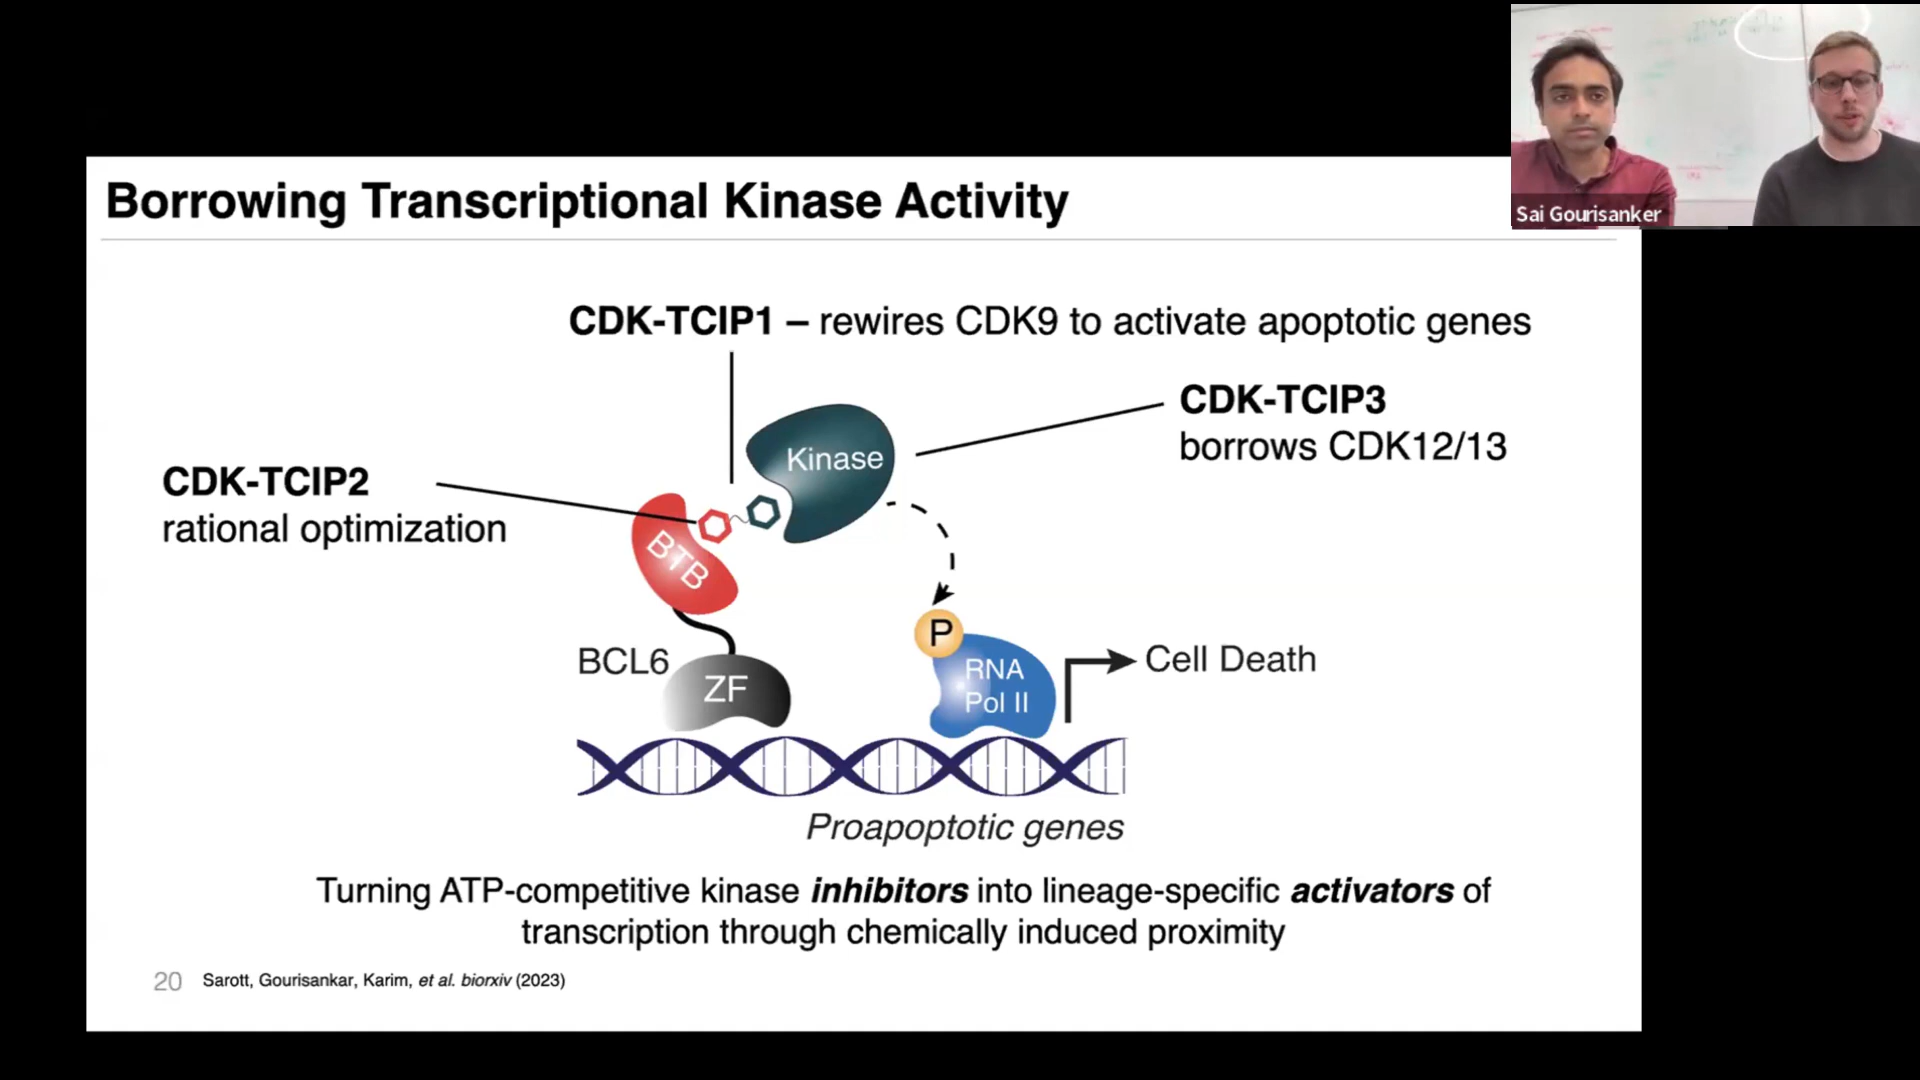 Sai Gourisanker
Borrowing Transcriptional Kinase Activity
CDK-TCIP1 – rewires CDK9 to activate apoptotic genes
CDK-TCIP3
borrows CDK12/13
Kinase
CDK-TCIP2
rational optimization
BTB
P
BCL6
ZF
RNA
Pol II
Cell Death
Proapoptotic genes
Turning ATP-competitive kinase inhibitors into lineage-specific activators of
transcription through chemically induced proximity
20 Sarott, Gourisankar, Karim, et al. biorxiv (2023)